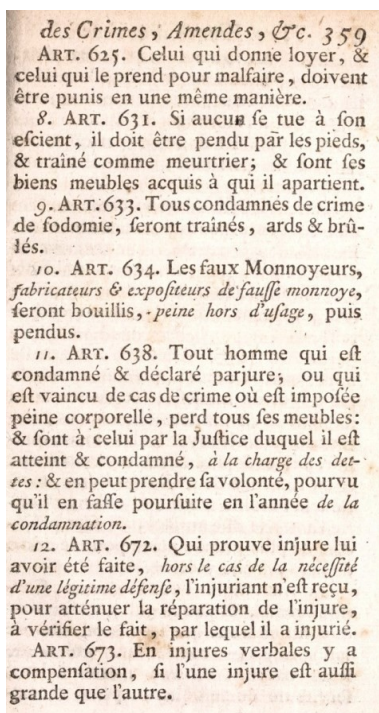 des Crimes, Amendes, &c. 359
ART. 625. Celui qui donne loyer, &
celui qui le prend pour malfaire, doivent
être punis en une même manière.
8. ART. 631. Si aucun ſe tue à ſon
eſcient, il doit être pendu par les pieds,
& traîné comme meurtrier; & ſont ſes
biens meubles acquis à qui il apartient.
9. ART. 633. Tous condamnés de crime
de ſodomie, ſeront traînés, ards & brû-
lés.
10. ART. 634. Les faux Monnoyeurs,
fabricateurs & expoſiteurs de fauſſe monnoye,
ſeront bouillis, peine hors d'uſage, puis
pendus.
11. ART. 638. Tout homme qui eſt
condamné & déclaré parjure, ou qui
eſt vaincu de cas de crime où eſt impoſée
peine corporelle, perd tous ſes meubles:
& ſont à celui par la Juſtice duquel il eſt
atteint & condamné, à la charge des det-
tes: & en peut prendre ſa volonté, pourvu
qu'il en faſſe pourſuite en l'année de la
condamnation.
12. ART. 672. Qui prouve injure lui
avoir été faite, hors le cas de la néceſſité
d'une légitime défenſe, l'injuriant n'eſt reçu,
pour atténuer la réparation de l'injure,
à vérifier le fait, par lequel il a injurié.
ART. 673. En injures verbales y a
compenſation, ſi l'une injure eſt auſſi
grande que l'autre.